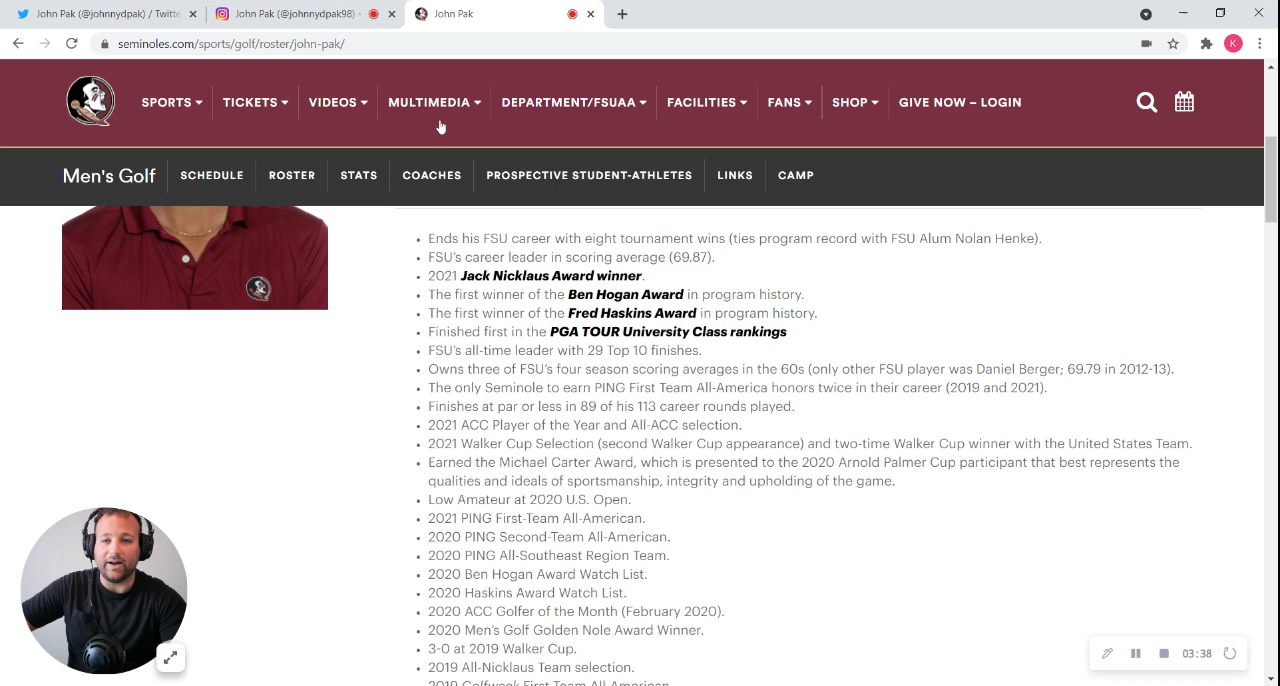 John Pak (@johnnydpak) / Twitte
John Pak (@johnnydpak98) •
John Pak
seminoles.com/sports/golf/roster/john-pak/
K
SPORTS
TICKETS
VIDEOS
MULTIMEDIA
DEPARTMENT/FSUAA
FACILITIES
FANS
SHOP
GIVE NOW – LOGIN
Men's Golf
SCHEDULE
ROSTER
STATS
COACHES
PROSPECTIVE STUDENT-ATHLETES
LINKS
CAMP
• Ends his FSU career with eight tournament wins (ties program record with FSU Alum Nolan Henke).
• FSU's career leader in scoring average (69.87).
• 2021 Jack Nicklaus Award winner.
• The first winner of the Ben Hogan Award in program history.
• The first winner of the Fred Haskins Award in program history.
• Finished first in the PGA TOUR University Class rankings
• FSU's all-time leader with 29 Top 10 finishes.
• Owns three of FSU's four season scoring averages in the 60s (only other FSU player was Daniel Berger; 69.79 in 2012-13).
• The only Seminole to earn PING First Team All-America honors twice in their career (2019 and 2021).
• Finishes at par or less in 89 of his 113 career rounds played.
• 2021 ACC Player of the Year and All-ACC selection.
• 2021 Walker Cup Selection (second Walker Cup appearance) and two-time Walker Cup winner with the United States Team.
• Earned the Michael Carter Award, which is presented to the 2020 Arnold Palmer Cup participant that best represents the
qualities and ideals of sportsmanship, integrity and upholding of the game.
• Low Amateur at 2020 U.S. Open.
• 2021 PING First-Team All-American.
• 2020 PING Second-Team All-American.
• 2020 PING All-Southeast Region Team.
• 2020 Ben Hogan Award Watch List.
• 2020 Haskins Award Watch List.
• 2020 ACC Golfer of the Month (February 2020).
• 2020 Men's Golf Golden Nole Award Winner.
• 3-0 at 2019 Walker Cup.
• 2019 All-Nicklaus Team selection.
• 2019 Golfweek First Team All-American.
03:38